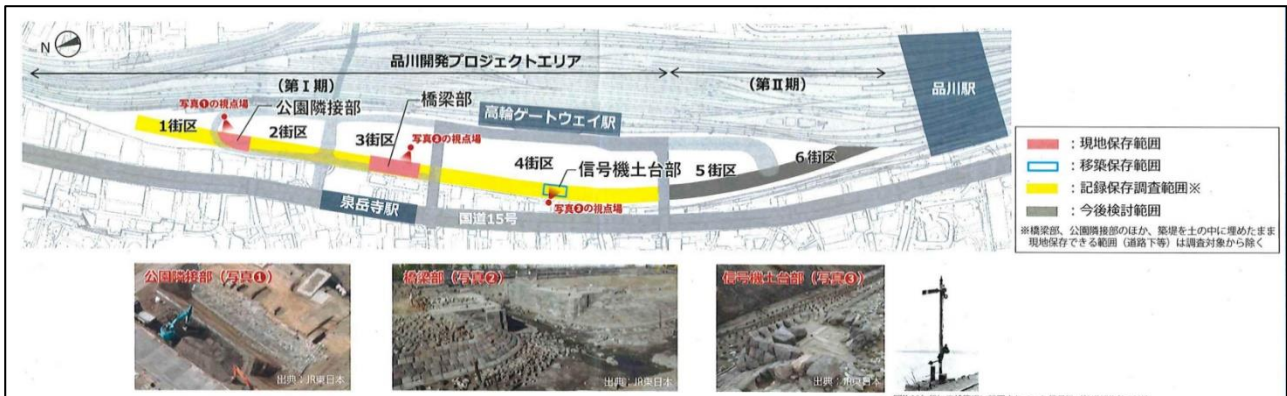 N
品川開発プロジェクトエリア
(第Ⅰ期)
(第Ⅱ期)
品川駅
写真❶の視点場
公園隣接部
橋梁部
高輪ゲートウェイ駅
1街区
2街区
3街区
写真❸の視点場
4街区
信号機土台部
5街区
6街区
写真❷の視点場
泉岳寺駅
国道15号
:現地保存範囲
:移築保存範囲
:記録保存調査範囲※
:今後検討範囲
※橋梁部、公園隣接部のほか、築堤を土の中に埋めたまま
現地保存できる範囲(道路下等)は調査対象から除く
公園隣接部(写真❶)
橋梁部(写真❷)
信号機土台部(写真❸)
出典:JR東日本
出典:JR東日本
出典:JR東日本